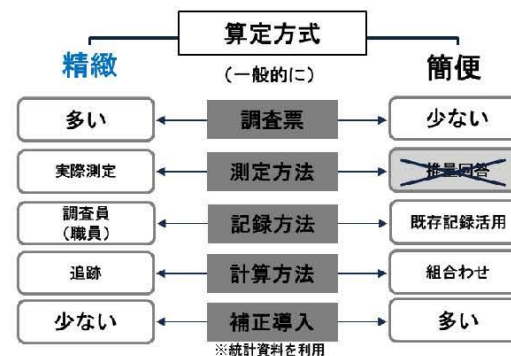 算定方式
精緻
(一般的に)
簡便
多い
調査票
少ない
実際測定
測定方法
推量回答
調査員
(職員)
記録方法
既存記録活用
追跡
計算方法
組合わせ
少ない
補正導入
多い
※統計資料を利用